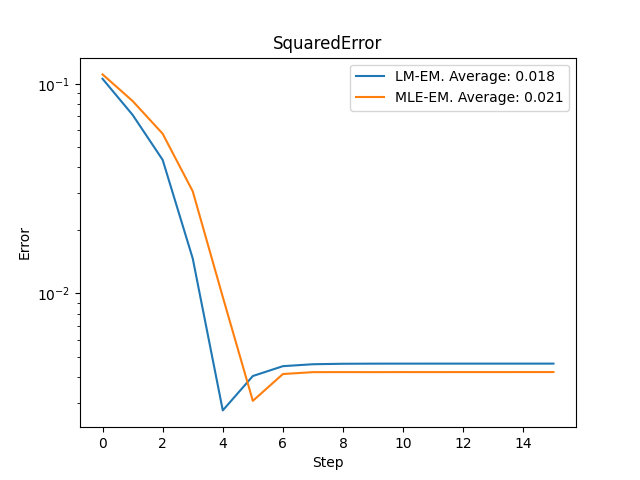 SquaredError
LM-EM. Average: 0.018
MLE-EM. Average: 0.021
10⁻¹
10⁻²
Error
0 2 4 6 8 10 12 14
Step